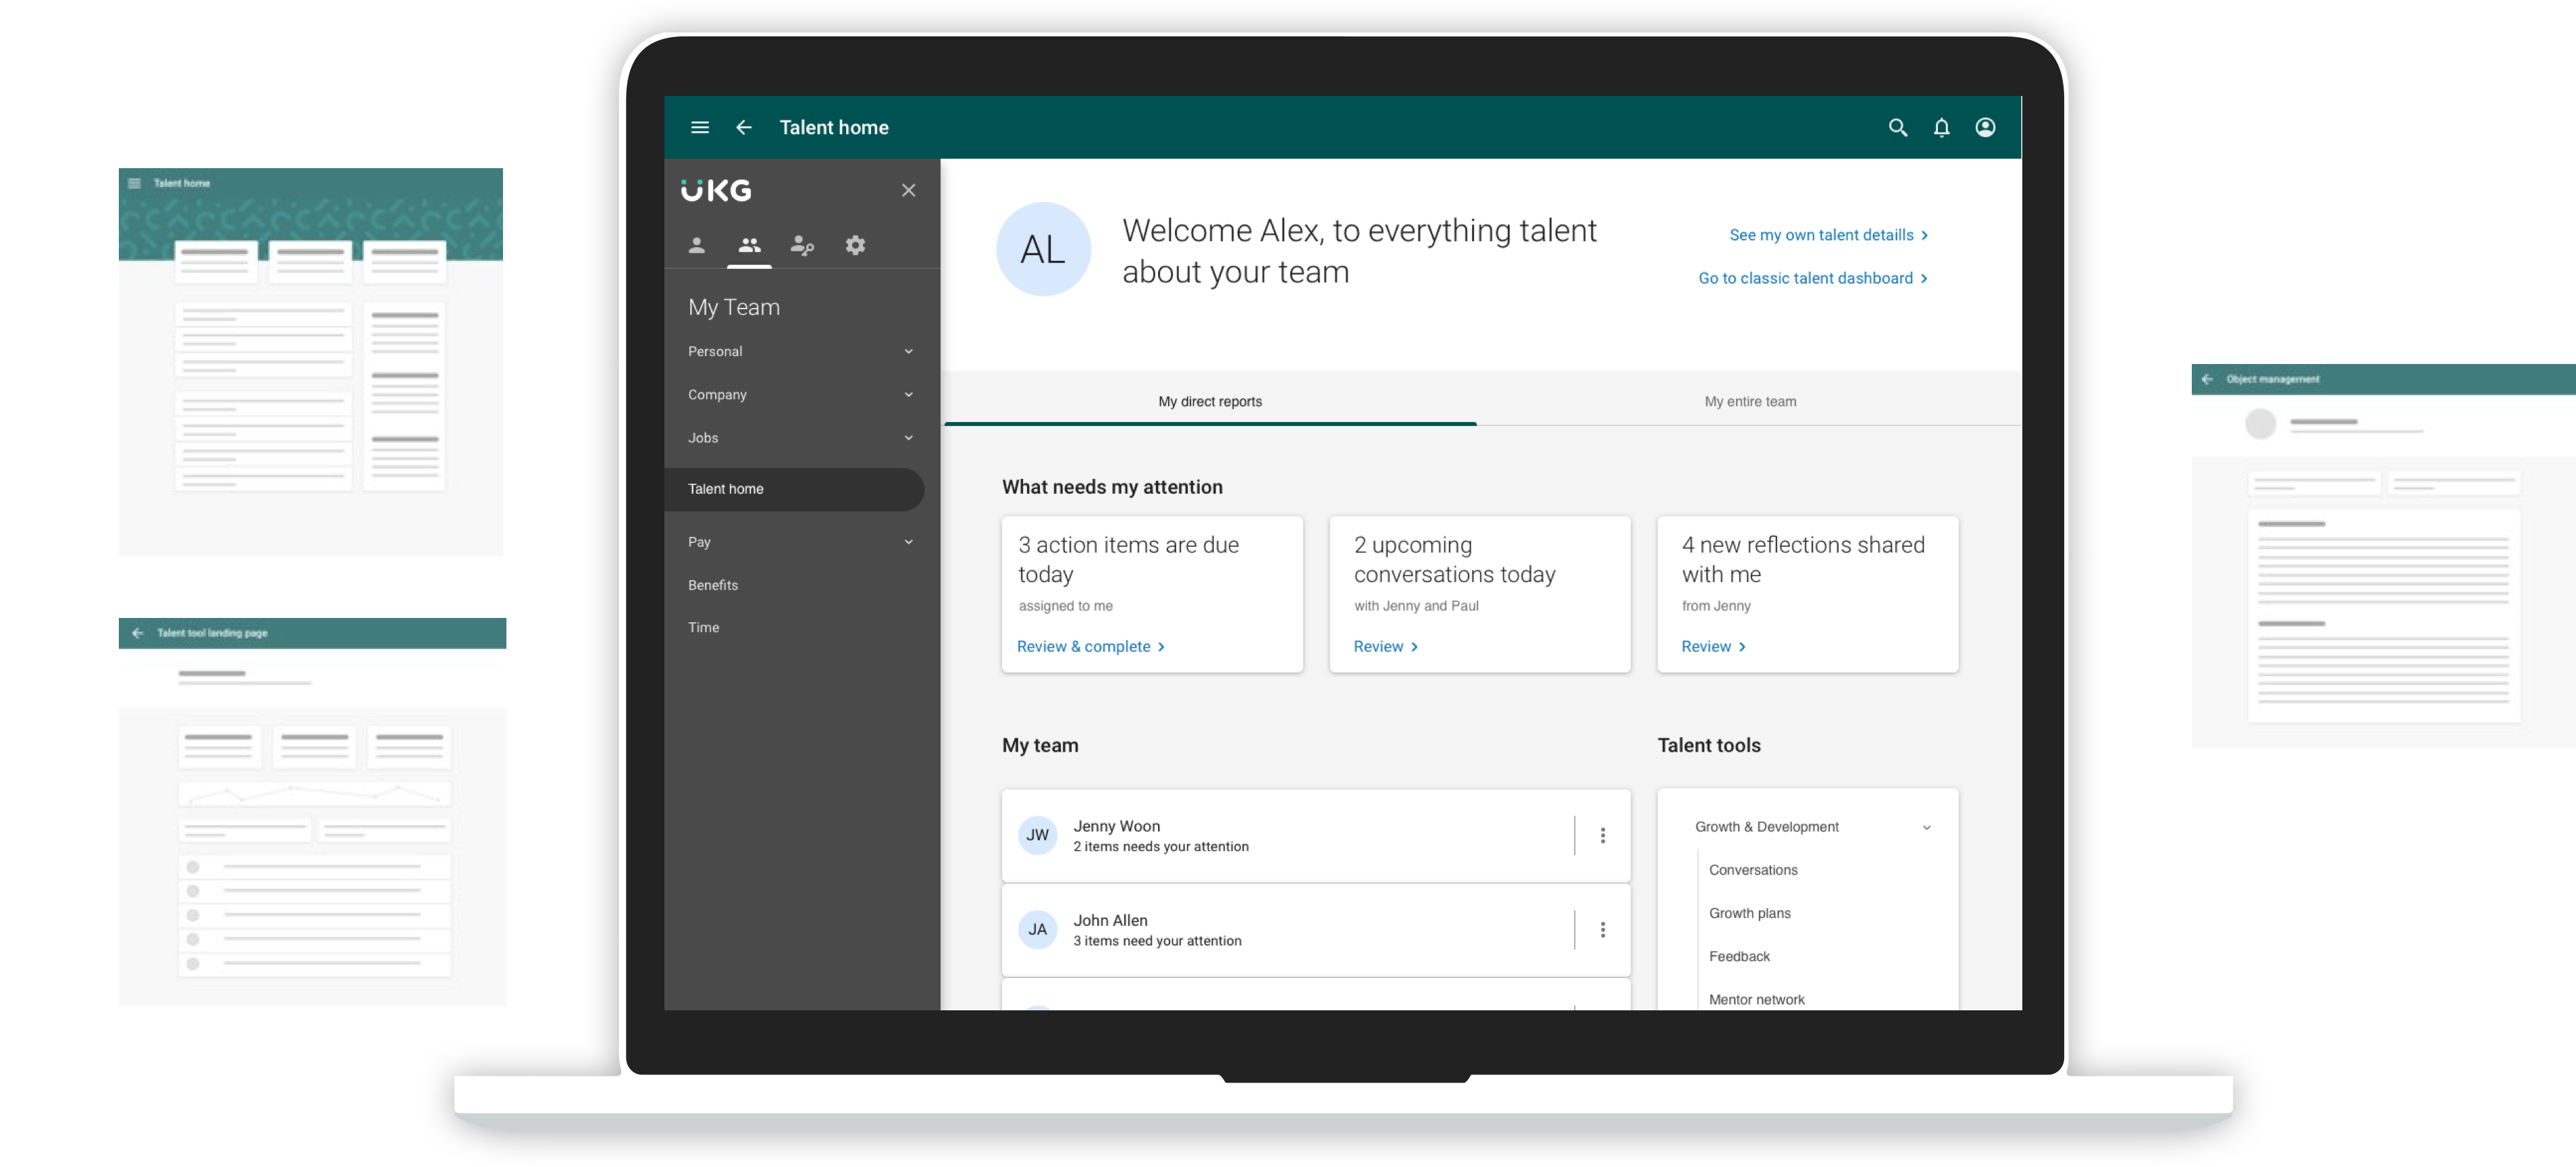 Talent home
Talent tool landing page
Talent home
UKG
My Team
Personal
Company
Jobs
Talent home
Pay
Benefits
Time
AL
Welcome Alex, to everything talent
about your team
See my own talent detaills
Go to classic talent dashboard
My direct reports
My entire team
What needs my attention
3 action items are due
today
assigned to me
Review & complete
2 upcoming
conversations today
with Jenny and Paul
Review
4 new reflections shared
with me
from Jenny
Review
My team
JW
Jenny Woon
2 items needs your attention
JA
John Allen
3 items need your attention
Talent tools
Growth & Development
Conversations
Growth plans
Feedback
Mentor network
Object management